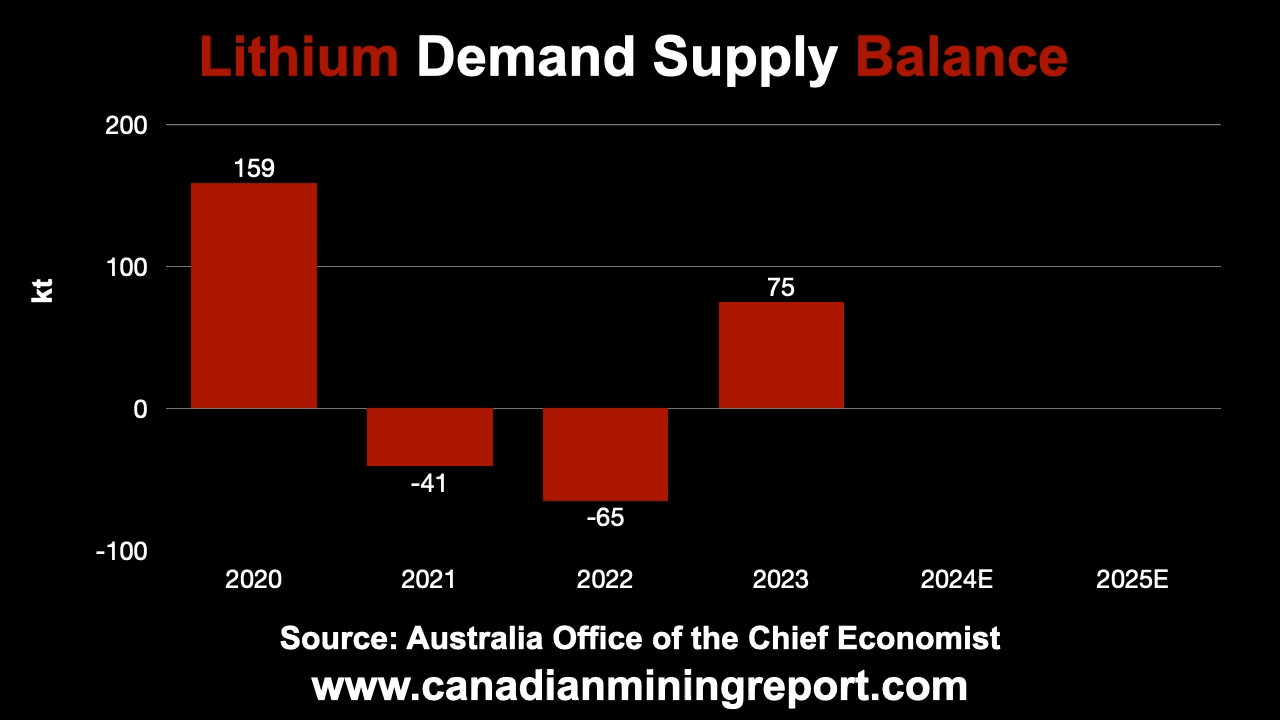 Lithium Demand Supply Balance
200
159
100
75
kt
0
-41
-65
-100
2020 2021 2022 2023 2024E 2025E
Source: Australia Office of the Chief Economist
www.canadianminingreport.com